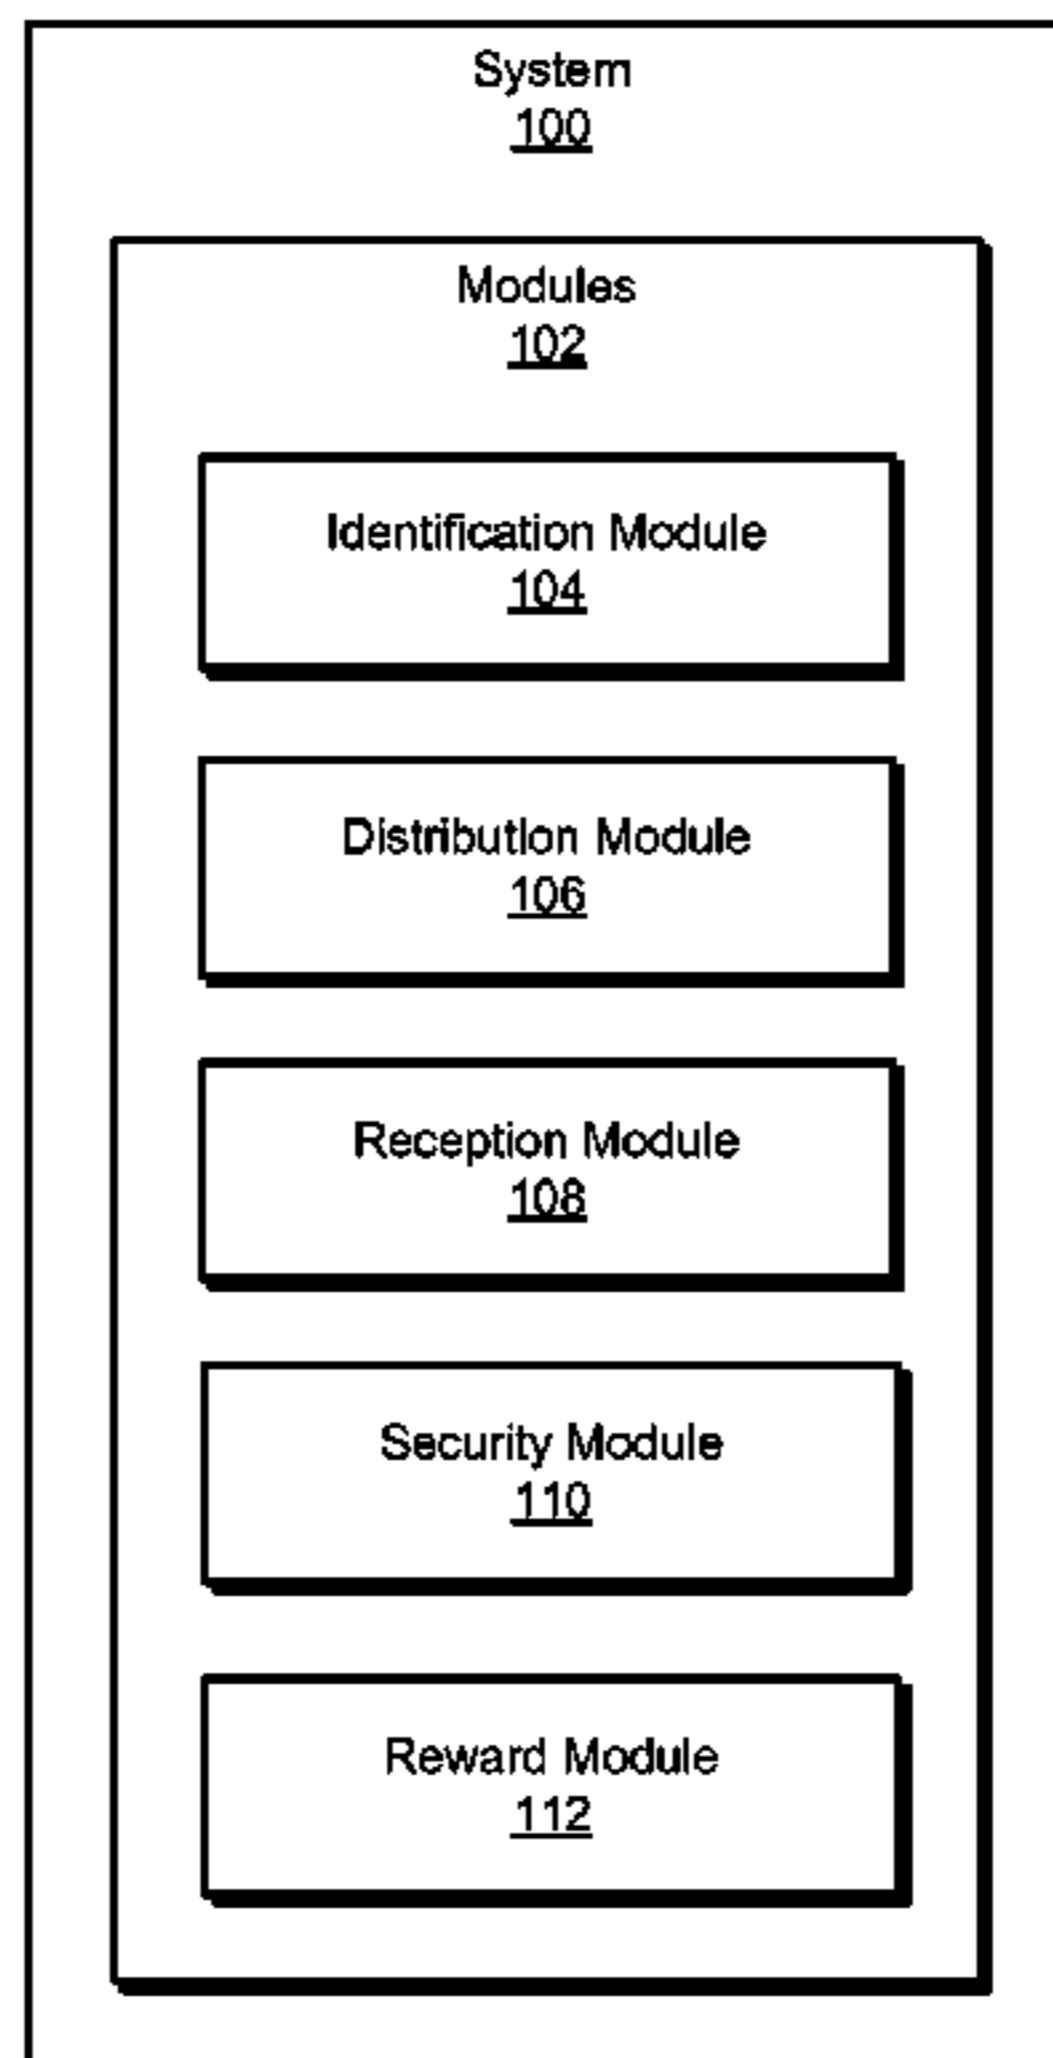 System
100
Modules
102
Identification Module
104
Distribution Module
106
Reception Module
108
Security Module
110
Reward Module
112